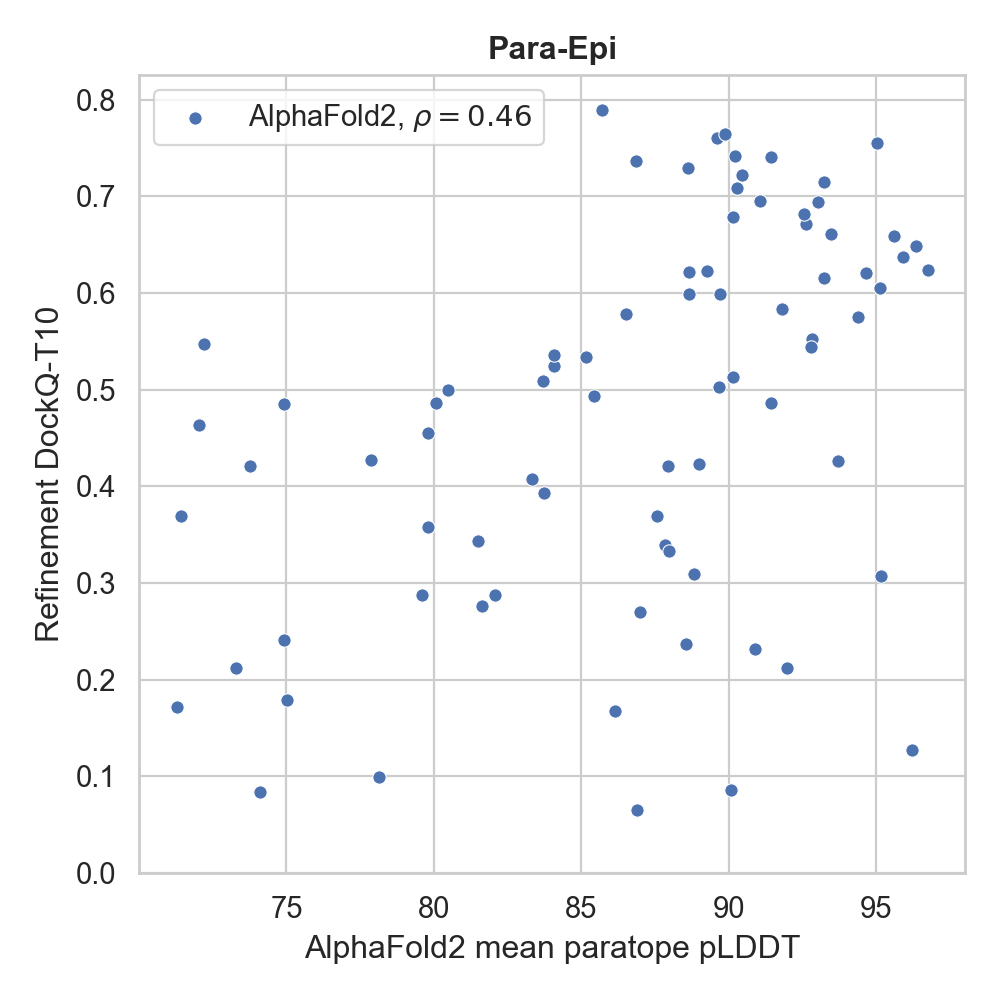 Para-Epi
AlphaFold2, ρ = 0.46
Refinement DockQ-T10
0.8
0.7
0.6
0.5
0.4
0.3
0.2
0.1
0.0
75 80 85 90 95
AlphaFold2 mean paratope pLDDT